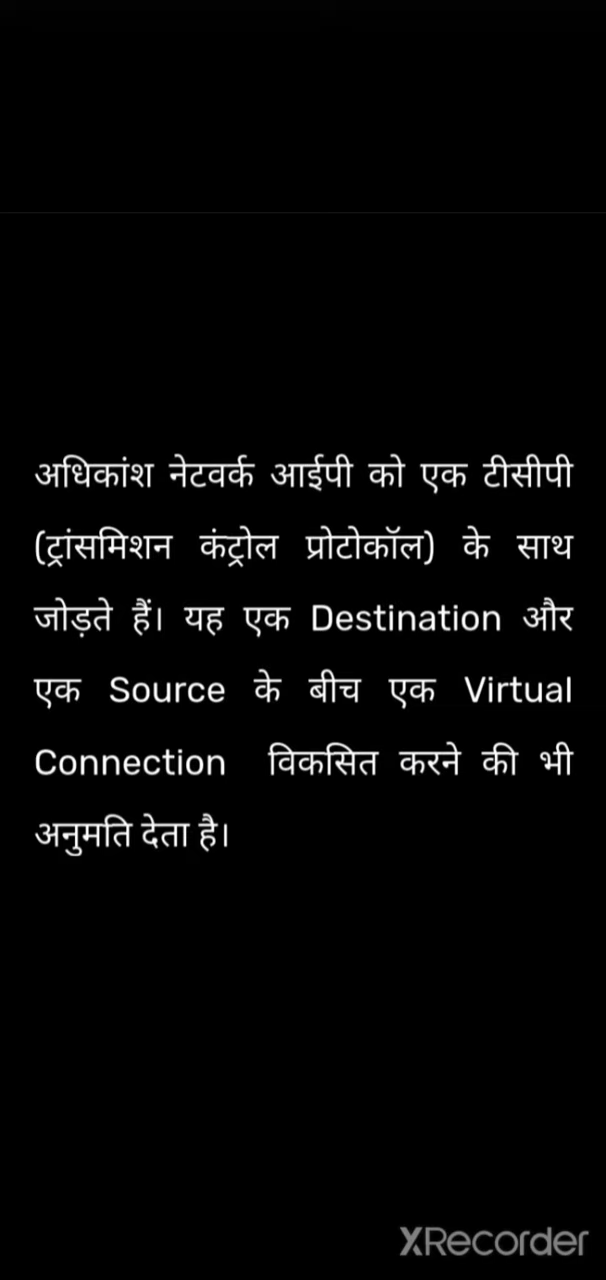 अधिकांश नेटवर्क आईपी को एक टीसीपी
(ट्रांसमिशन कंट्रोल प्रोटोकॉल) के साथ
जोड़ते हैं। यह एक Destination और
एक Source के बीच एक Virtual
Connection विकसित करने की भी
अनुमति देता है।
XRecorder